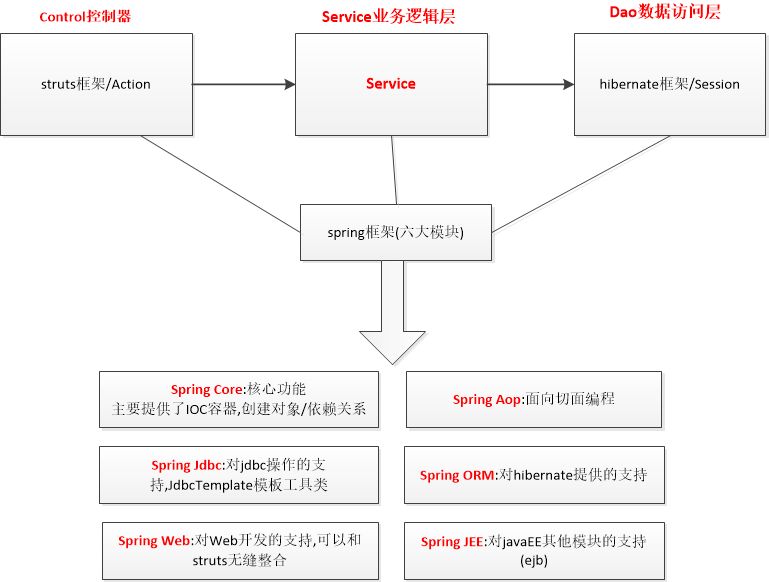 Control控制器
Service业务逻辑层
Dao数据访问层
struts框架/Action
Service
hibernate框架/Session
spring框架(六大模块)
Spring Core:核心功能
主要提供了IOC容器,创建对象/依赖关系
Spring Aop:面向切面编程
Spring Jdbc:对jdbc操作的支
持,JdbcTemplate模板工具类
Spring ORM:对hibernate提供的支持
Spring Web:对Web开发的支持,可以和
struts无缝整合
Spring JEE:对javaEE其他模块的支持
(ejb)